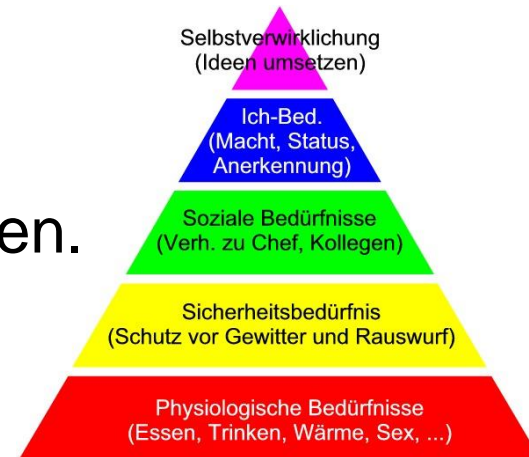 Selbstverwirklichung
(Ideen umsetzen)
Ich-Bed.
(Macht, Status,
Anerkennung)
en.
Soziale Bedürfnisse
(Verh. zu Chef, Kollegen)
Sicherheitsbedürfnis
(Schutz vor Gewitter und Rauswurf)
Physiologische Bedürfnisse
(Essen, Trinken, Wärme, Sex, ...)